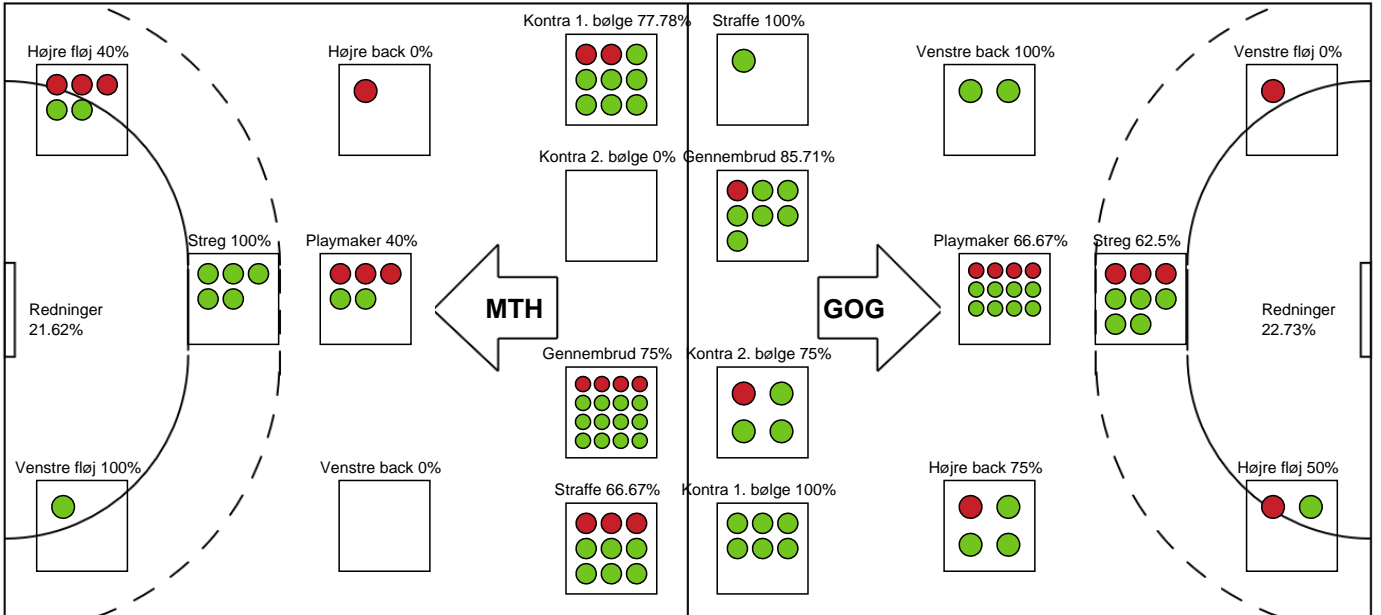 Kontra 1. bølge 77.78%
Straffe 100%
Højre fløj 40%
Højre back 0%
Venstre back 100%
Venstre fløj 0%
Kontra 2. bølge 0%
Gennembrud 85.71%
Streg 100%
Playmaker 40%
Playmaker 66.67%
Streg 62.5%
MTH
GOG
Redninger
21.62%
Redninger
22.73%
Gennembrud 75%
Kontra 2. bølge 75%
Venstre fløj 100%
Venstre back 0%
Højre back 75%
Højre fløj 50%
Straffe 66.67%
Kontra 1. bølge 100%